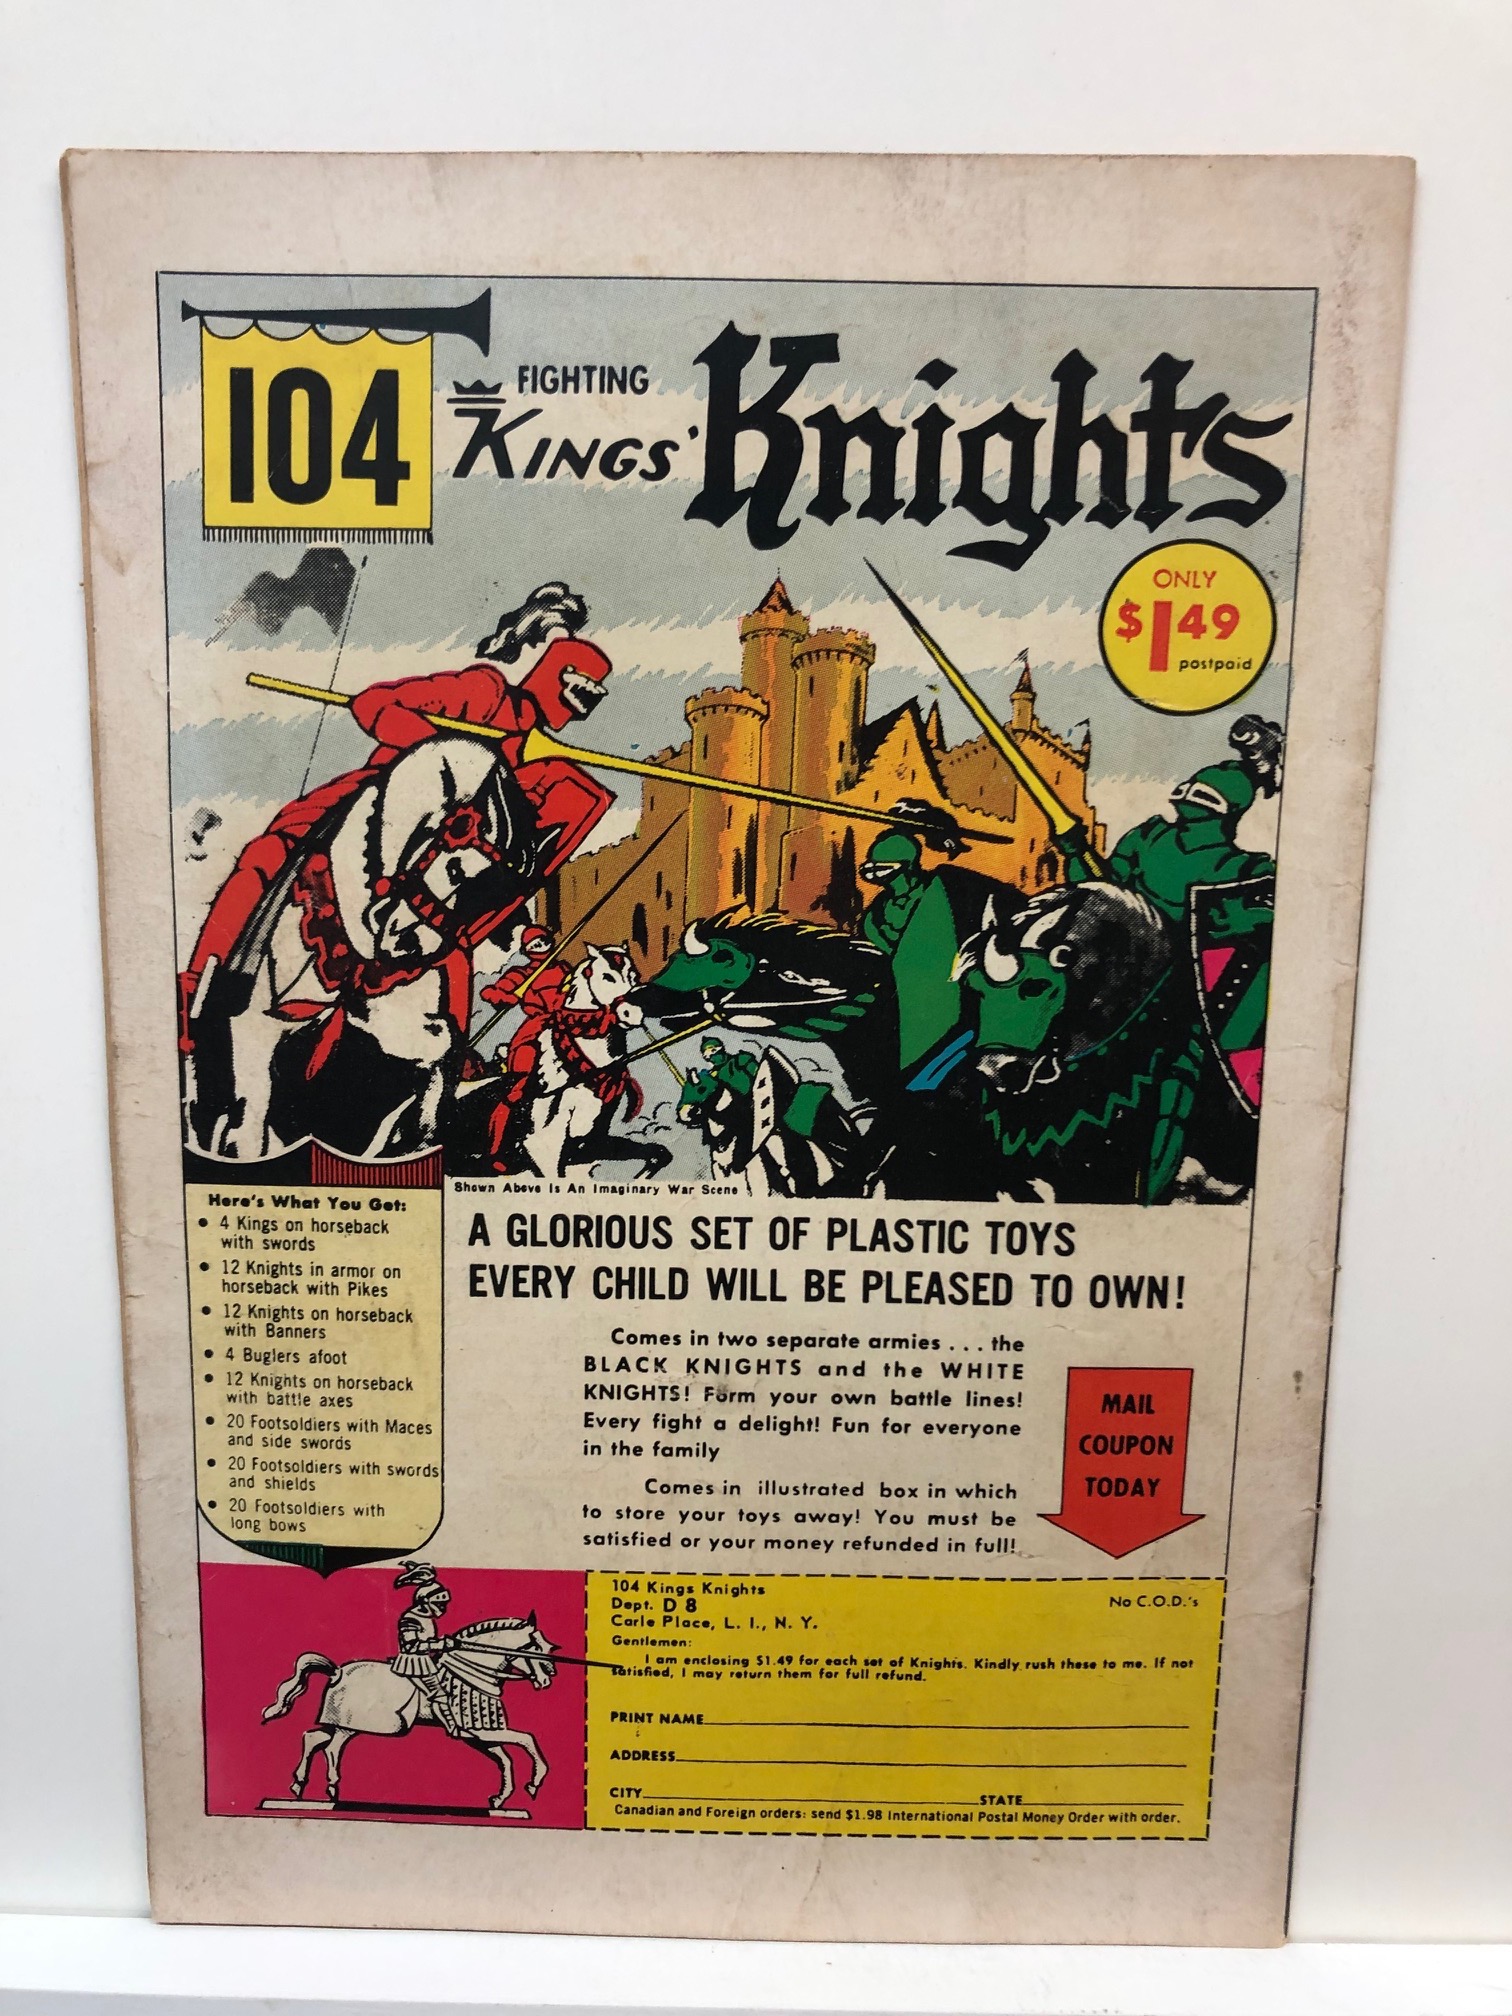 104
FIGHTING
KINGS' Knights
ONLY
$1 49
postpaid
Shown Above Is An Imaginary War Scene
Here's What You Get:
• 4 Kings on horseback
with swords
• 12 Knights in armor on
horseback with Pikes
• 12 Knights on horseback
with Banners
• 4 Buglers afoot
• 12 Knights on horseback
with battle axes
• 20 Footsoldiers with Maces
and side swords
• 20 Footsoldiers with swords
and shields
• 20 Footsoldiers with
long bows
A GLORIOUS SET OF PLASTIC TOYS
EVERY CHILD WILL BE PLEASED TO OWN!
Comes in two separate armies . . . the
BLACK KNIGHTS and the WHITE
KNIGHTS! Form your own battle lines!
Every fight a delight! Fun for everyone
in the family
Comes in illustrated box in which
to store your toys away! You must be
satisfied or your money refunded in full!
MAIL
COUPON
TODAY
104 Kings Knights
Dept. D 8
Carle Place, L. I., N. Y.
No C.O.D.'s
Gentlemen:
I am enclosing $1.49 for each set of Knights. Kindly rush these to me. If not
satisfied, I may return them for full refund.
PRINT NAME
ADDRESS
CITY STATE
Canadian and Foreign orders: send $1.98 International Postal Money Order with order.